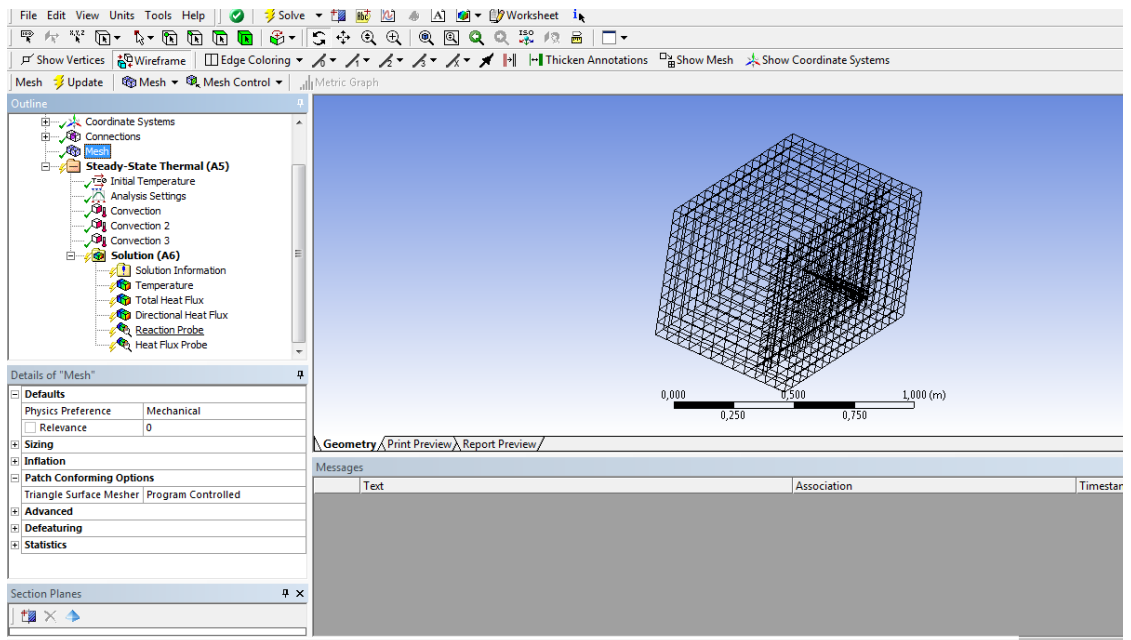 File Edit View Units Tools Help Solve Worksheet
Show Vertices Wireframe Edge Coloring Thicken Annotations Show Mesh Show Coordinate Systems
Mesh Update Mesh Mesh Control Metric Graph
Outline
Coordinate Systems
Connections
Mesh
Steady-State Thermal (A5)
Initial Temperature
Analysis Settings
Convection
Convection 2
Convection 3
Solution (A6)
Solution Information
Temperature
Total Heat Flux
Directional Heat Flux
Reaction Probe
Heat Flux Probe
Details of "Mesh"
Defaults
Physics Preference Mechanical
Relevance 0
Sizing
Inflation
Patch Conforming Options
Triangle Surface Mesher Program Controlled
Advanced
Defeaturing
Statistics
Section Planes
0,000 0,500 1,000 (m)
0,250 0,750
Geometry Print Preview Report Preview
Messages
Text Association Timestar